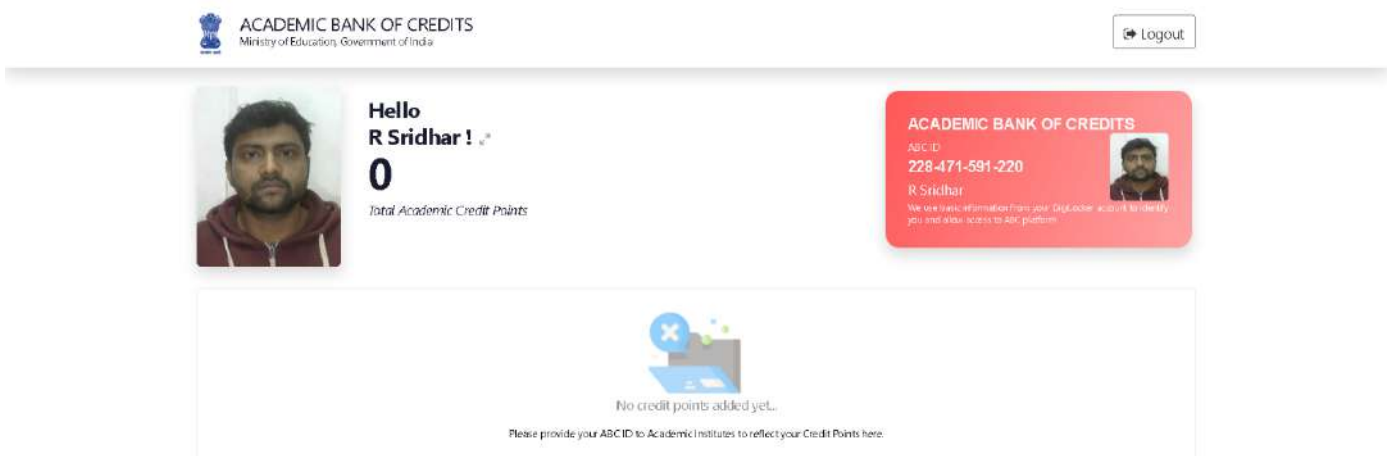 ACADEMIC BANK OF CREDITS
Ministry of Education, Government of India
Logout
Hello
R Sridhar !
0
Total Academic Credit Points
ACADEMIC BANK OF CREDITS
ABC ID
228-471-591-220
R Sridhar
We use basic information from your DigiLocker account to identify
you and allow access to ABC platform
No credit points added yet...
Please provide your ABC ID to Academic Institutes to reflect your Credit Points here.